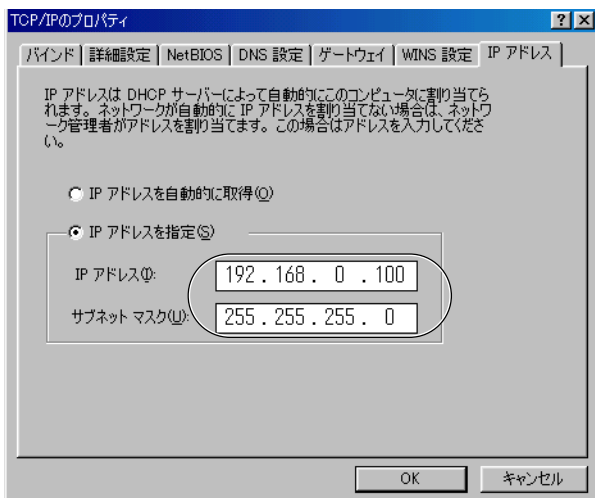 TCP/IPのプロパティ
バインド 詳細設定 NetBIOS DNS 設定 ゲートウェイ WINS 設定 IP アドレス
IP アドレスは DHCP サーバーによって自動的にこのコンピュータに割り当てら
れます。ネットワークが自動的に IP アドレスを割り当てない場合は、ネットワ
ーク管理者がアドレスを割り当てます。この場合はアドレスを入力してくださ
い。
IP アドレスを自動的に取得(O)
IP アドレスを指定(S)
IP アドレス(I): 192.168. 0 .100
サブネット マスク(U): 255.255.255. 0
OK キャンセル